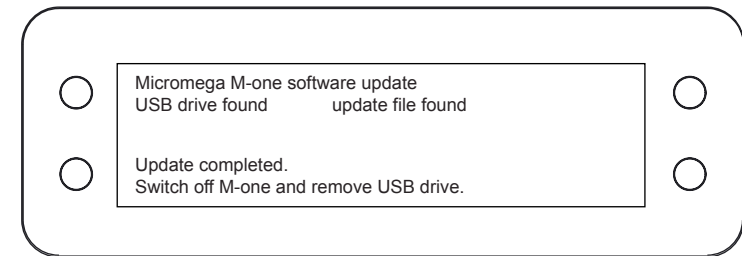 Micromega M-one software update
USB drive found update file found
Update completed.
Switch off M-one and remove USB drive.